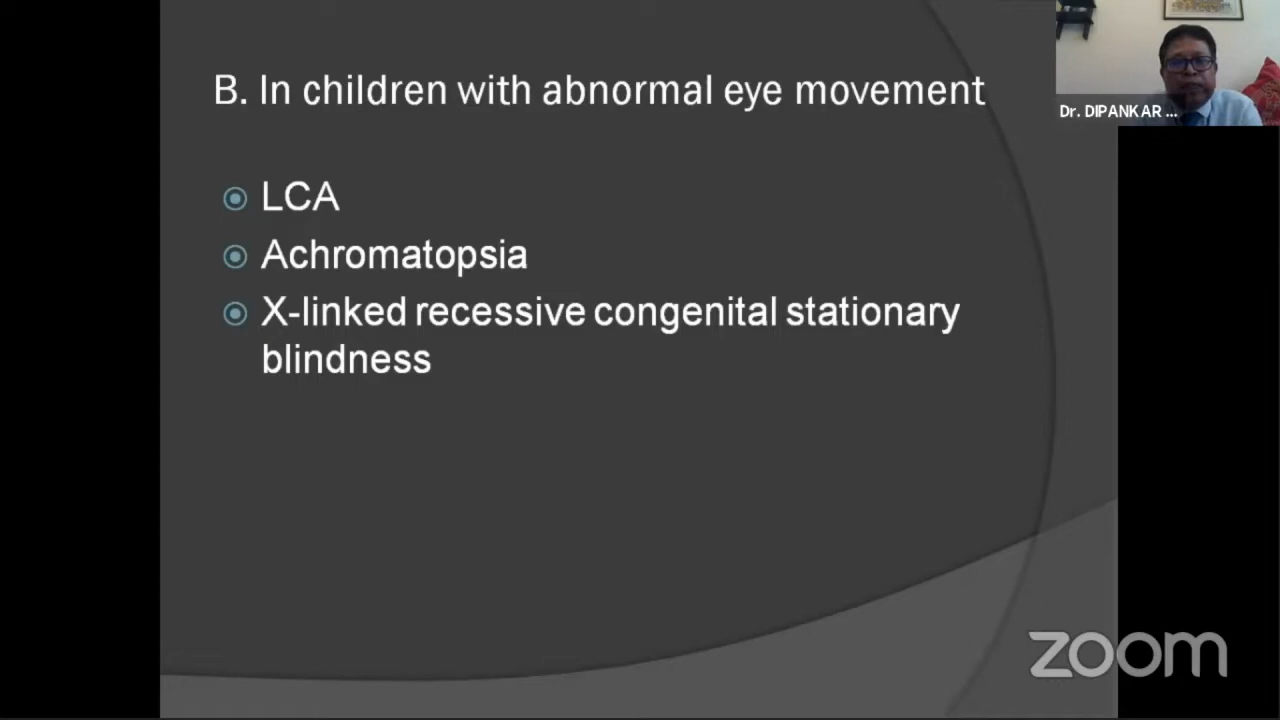 B. In children with abnormal eye movement
LCA
Achromatopsia
X-linked recessive congenital stationary
blindness
Dr. DIPANKAR ...
zoom